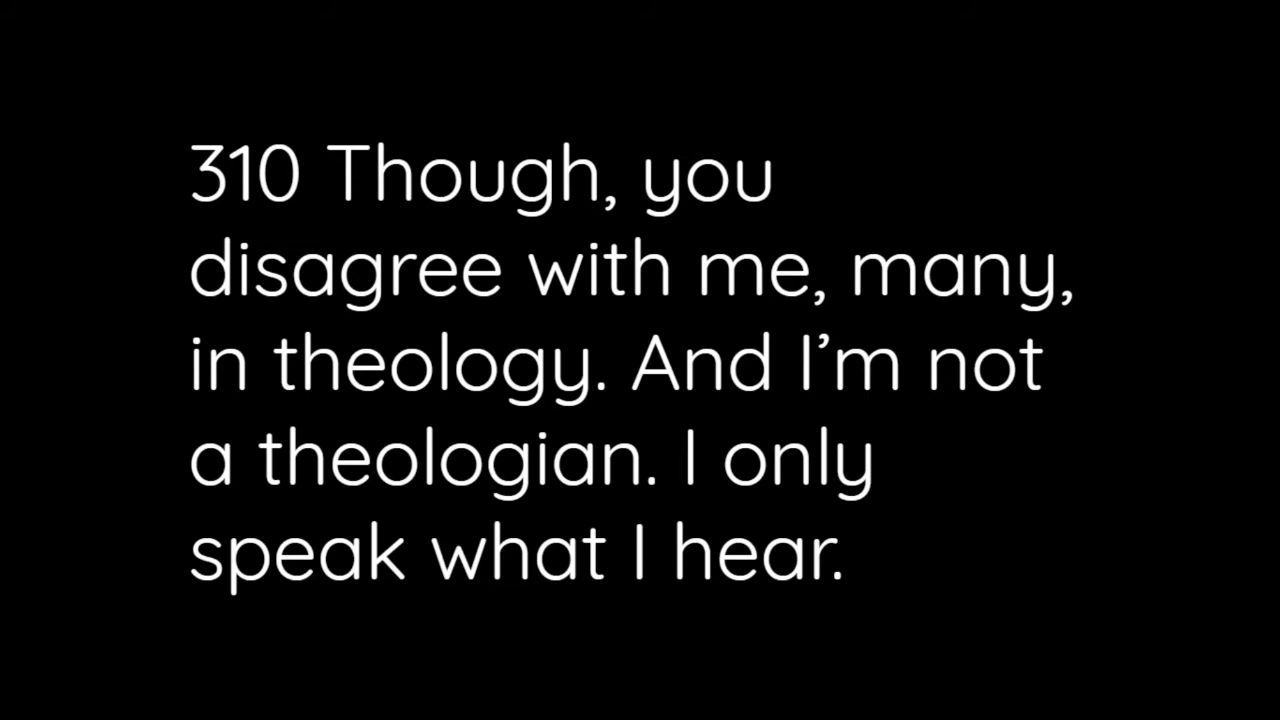 310 Though, you
disagree with me, many,
in theology. And I’m not
a theologian. I only
speak what I hear.